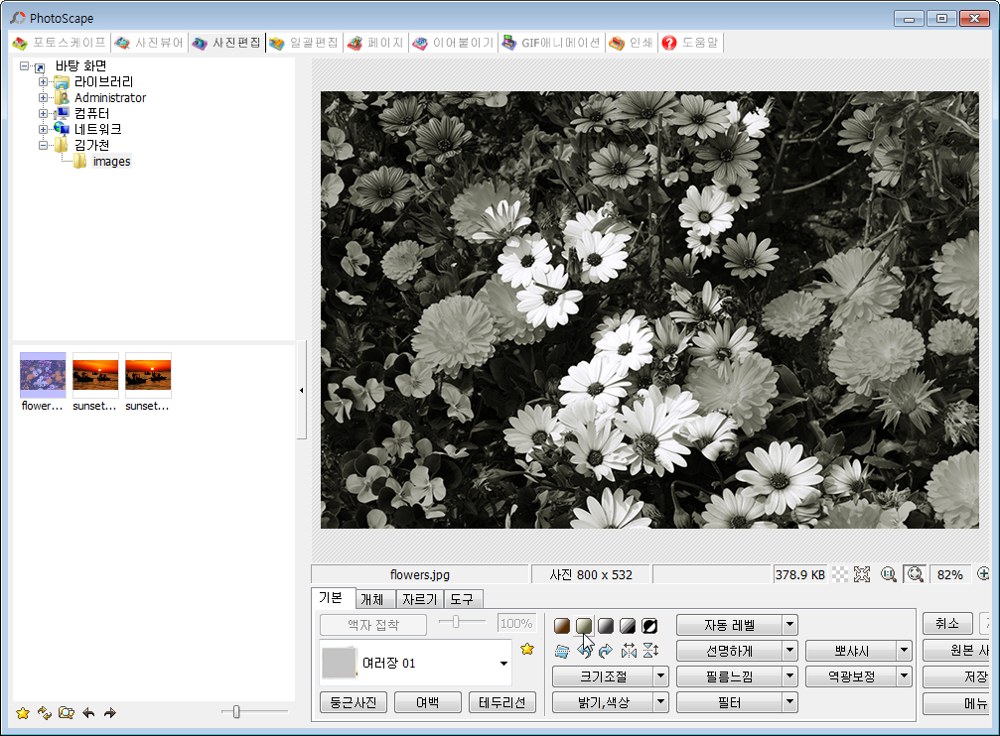 PhotoScape
포토스케이프 사진뷰어 사진편집 일괄편집 페이지 이어붙이기 GIF애니메이션 인쇄 도움말
바탕 화면
라이브러리
Administrator
컴퓨터
네트워크
김가천
images
flower... sunset... sunset...
flowers.jpg 사진 800 x 532 378.9 KB 1:1 82%
기본 개체 자르기 도구
액자 접착 100%
여러장 01
둥근사진 여백 테두리선
자동 레벨
선명하게 뽀샤시
크기조절 필름느낌 역광보정
밝기,색상 필터
취소
원본 사
저장
메뉴